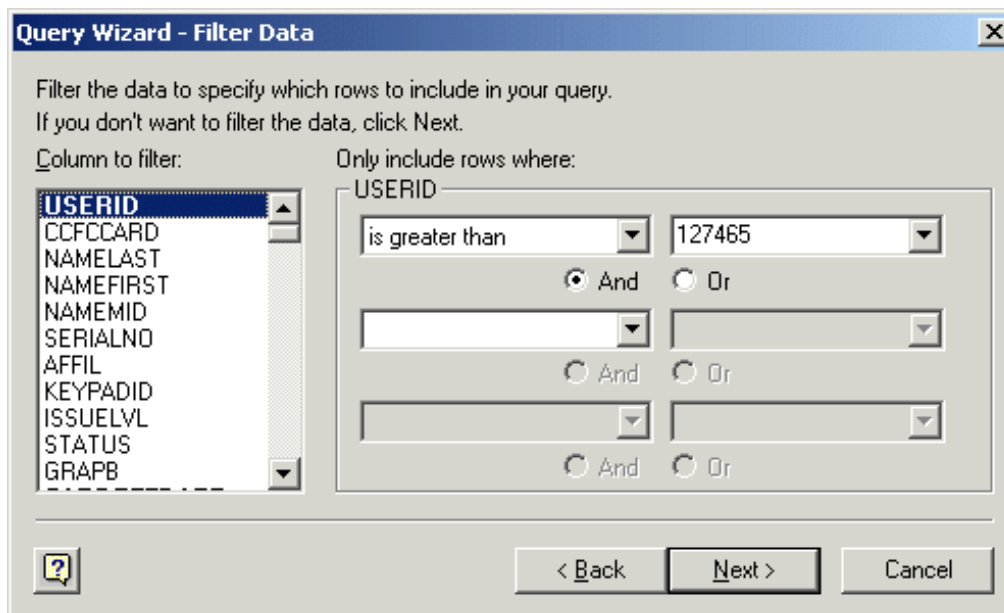 Query Wizard - Filter Data
Filter the data to specify which rows to include in your query.
If you don't want to filter the data, click Next.
Column to filter:
Only include rows where:
USERID
CCFCCARD
NAMELAST
NAMEFIRST
NAMEMID
SERIALNO
AFFIL
KEYPADID
ISSUELVL
STATUS
GRAPB
USERID
is greater than 127465
And Or
And Or
And Or
< Back Next > Cancel